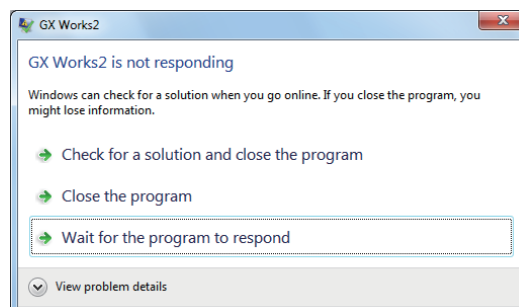 GX Works2
GX Works2 is not responding
Windows can check for a solution when you go online. If you close the program, you
might lose information.
Check for a solution and close the program
Close the program
Wait for the program to respond
View problem details